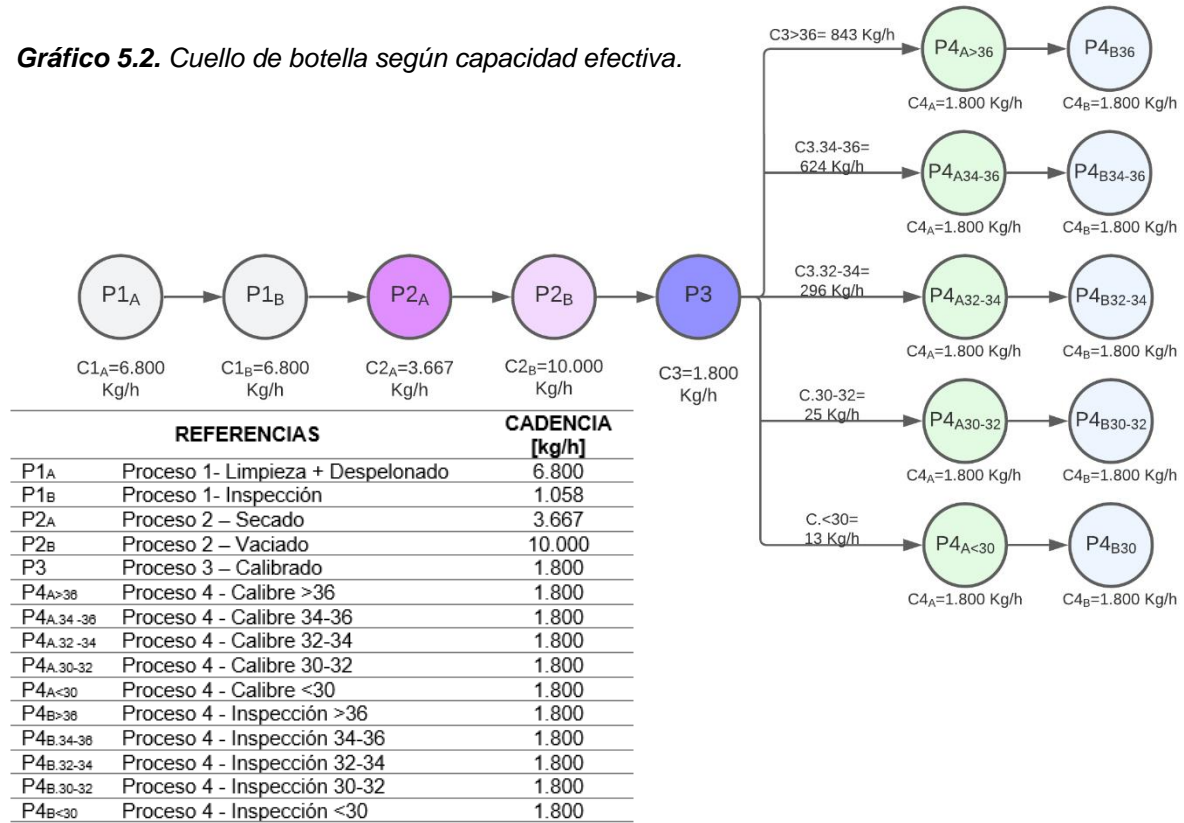 Gráfico 5.2. Cuello de botella según capacidad efectiva.
C3>36= 843 Kg/h
P4A>36
P4B36
C4A=1.800 Kg/h
C4B=1.800 Kg/h
C3.34-36=
624 Kg/h
P4A34-36
P4B34-36
C4A=1.800 Kg/h
C4B=1.800 Kg/h
P1A
P1B
P2A
P2B
P3
C3.32-34=
296 Kg/h
P4A32-34
P4B32-34
C4A=1.800 Kg/h
C4B=1.800 Kg/h
C1A=6.800
Kg/h
C1B=6.800
Kg/h
C2A=3.667
Kg/h
C2B=10.000
Kg/h
C3=1.800
Kg/h
C.30-32=
25 Kg/h
P4A30-32
P4B30-32
C4A=1.800 Kg/h
C4B=1.800 Kg/h
C.<30=
13 Kg/h
P4A<30
P4B30
C4A=1.800 Kg/h
C4B=1.800 Kg/h
REFERENCIAS CADENCIA
[kg/h]
P1A Proceso 1- Limpieza + Despelonado 6.800
P1B Proceso 1- Inspección 1.058
P2A Proceso 2 – Secado 3.667
P2B Proceso 2 – Vaciado 10.000
P3 Proceso 3 – Calibrado 1.800
P4A>36 Proceso 4 - Calibre >36 1.800
P4A.34 -36 Proceso 4 - Calibre 34-36 1.800
P4A.32 -34 Proceso 4 - Calibre 32-34 1.800
P4A.30-32 Proceso 4 - Calibre 30-32 1.800
P4A<30 Proceso 4 - Calibre <30 1.800
P4B>36 Proceso 4 - Inspección >36 1.800
P4B.34-36 Proceso 4 - Inspección 34-36 1.800
P4B.32-34 Proceso 4 - Inspección 32-34 1.800
P4B.30-32 Proceso 4 - Inspección 30-32 1.800
P4B<30 Proceso 4 - Inspección <30 1.800